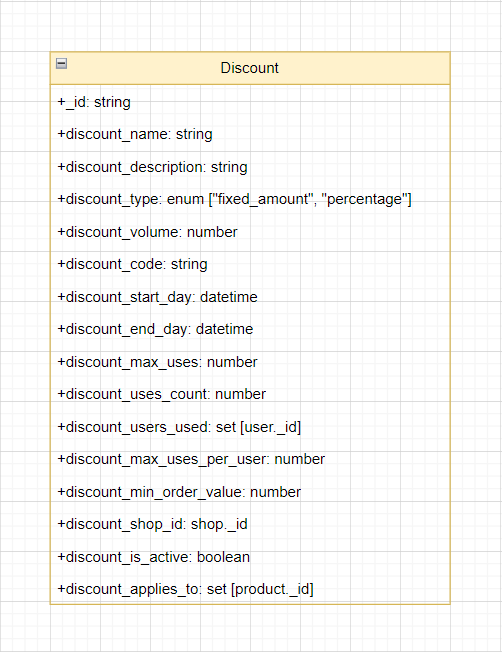 Discount
+_id: string
+discount_name: string
+discount_description: string
+discount_type: enum ["fixed_amount", "percentage"]
+discount_volume: number
+discount_code: string
+discount_start_day: datetime
+discount_end_day: datetime
+discount_max_uses: number
+discount_uses_count: number
+discount_users_used: set [user._id]
+discount_max_uses_per_user: number
+discount_min_order_value: number
+discount_shop_id: shop._id
+discount_is_active: boolean
+discount_applies_to: set [product._id]